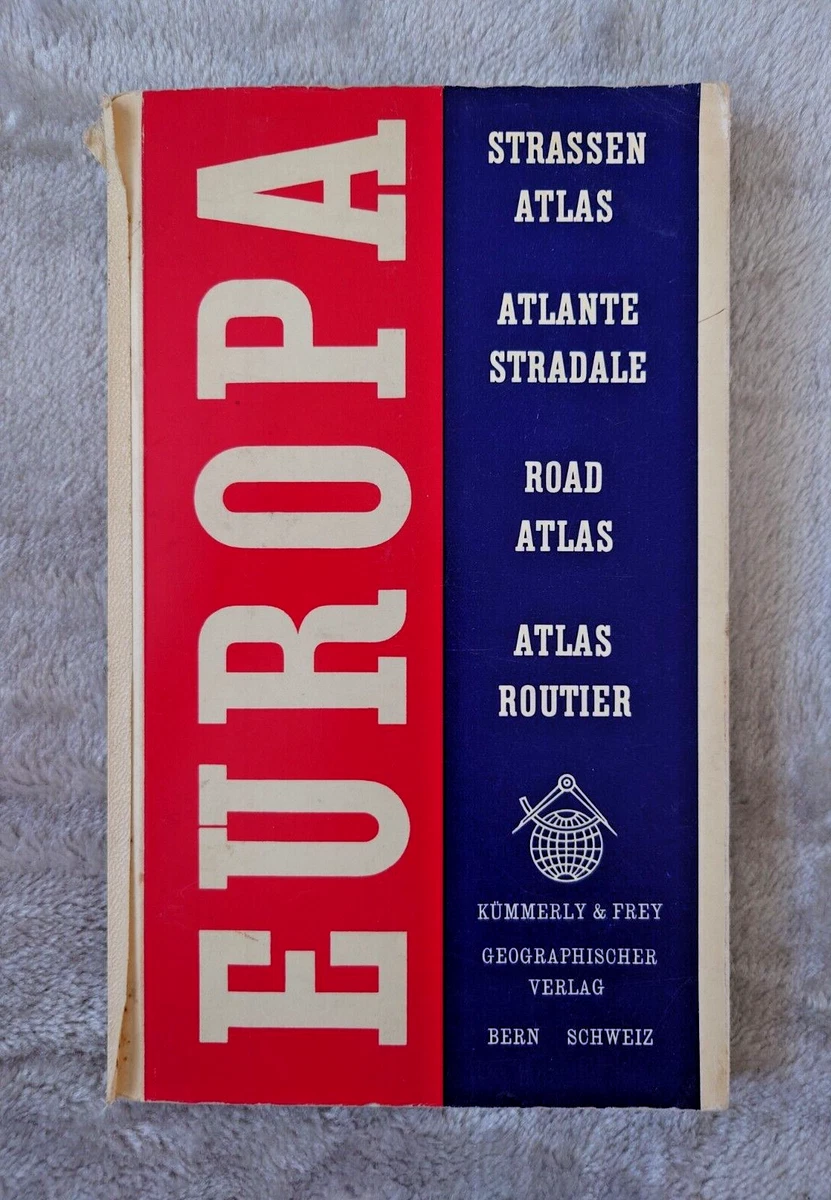 EUROPA
STRASSEN
ATLAS
ATLANTE
STRADALE
ROAD
ATLAS
ATLAS
ROUTIER
KÜMMERLY & FREY
GEOGRAPHISCHER
VERLAG
BERN SCHWEIZ